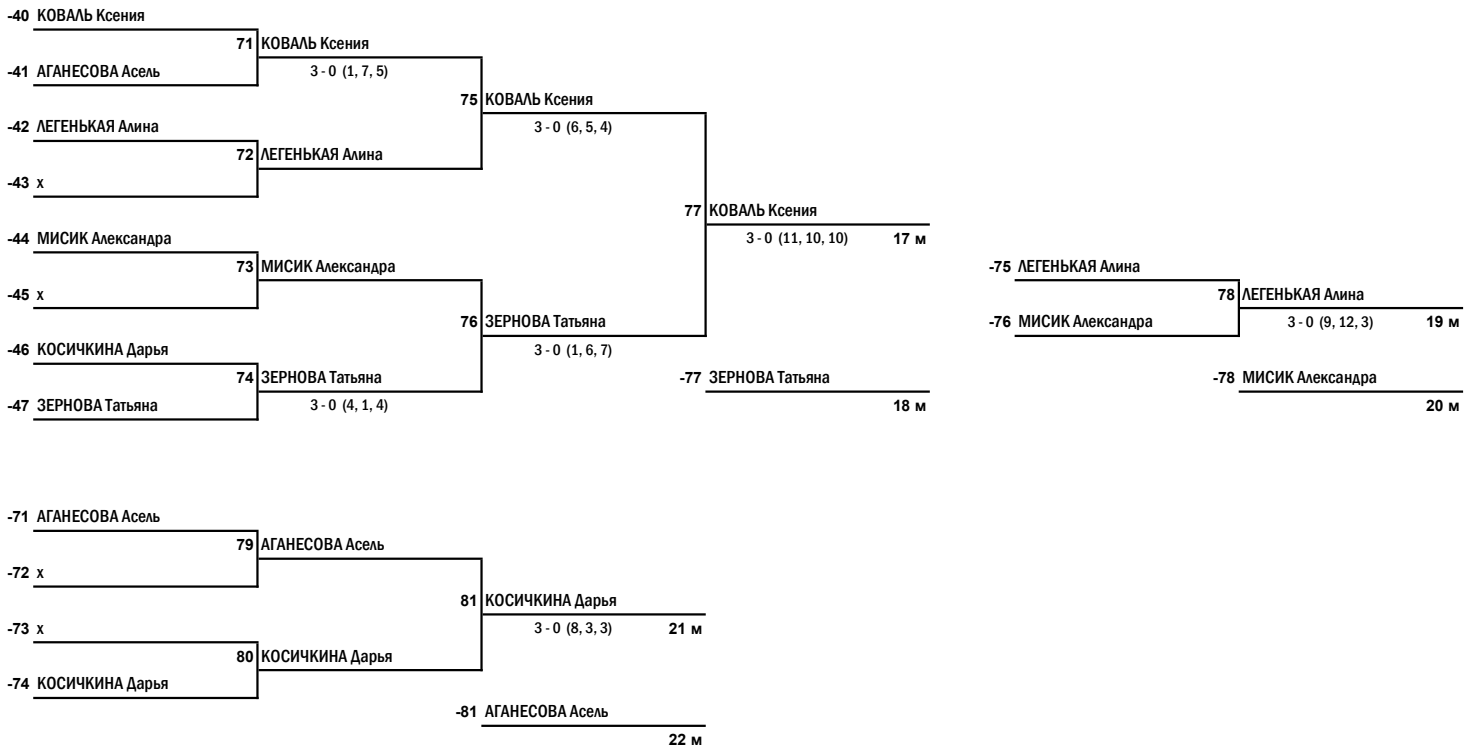 -40 КОВАЛЬ Ксения
71 КОВАЛЬ Ксения
-41 АГАНЕСОВА Асель
3 - 0 (1, 7, 5)
75 КОВАЛЬ Ксения
-42 ЛЕГЕНЬКАЯ Алина
3 - 0 (6, 5, 4)
72 ЛЕГЕНЬКАЯ Алина
-43 х
77 КОВАЛЬ Ксения
-44 МИСИК Александра
3 - 0 (11, 10, 10) 17 м
73 МИСИК Александра
-75 ЛЕГЕНЬКАЯ Алина
-45 х
78 ЛЕГЕНЬКАЯ Алина
76 ЗЕРНОВА Татьяна
-76 МИСИК Александра
3 - 0 (9, 12, 3) 19 м
-46 КОСИЧКИНА Дарья
3 - 0 (1, 6, 7)
74 ЗЕРНОВА Татьяна
-77 ЗЕРНОВА Татьяна
-78 МИСИК Александра
-47 ЗЕРНОВА Татьяна
3 - 0 (4, 1, 4)
18 м
20 м
-71 АГАНЕСОВА Асель
79 АГАНЕСОВА Асель
-72 х
81 КОСИЧКИНА Дарья
-73 х
3 - 0 (8, 3, 3) 21 м
80 КОСИЧКИНА Дарья
-74 КОСИЧКИНА Дарья
-81 АГАНЕСОВА Асель
22 м